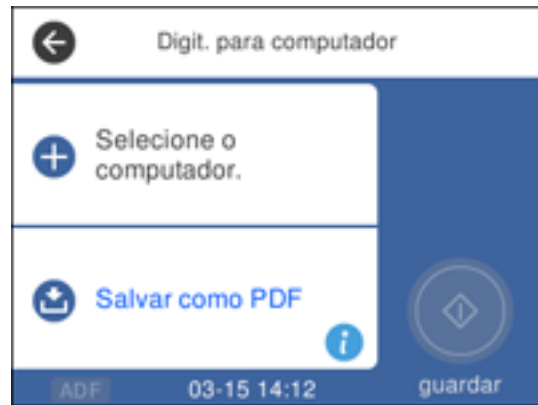 Digit. para computador
Selecione o
computador.
Salvar como PDF
i
ADF
03-15 14:12
guardar